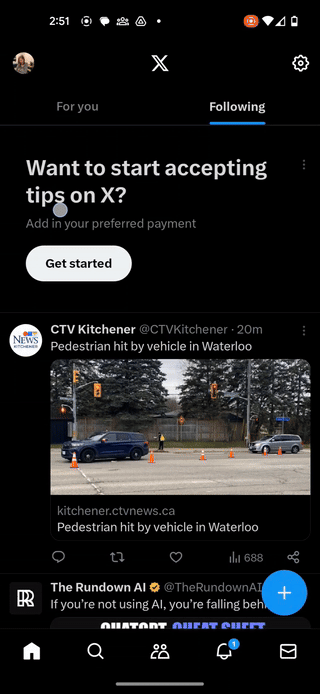 2:51
For you
Following
Want to start accepting
tips on X?
Add in your preferred payment
Get started
NEWS
KITCHENER
CTV Kitchener @CTVKitchener · 20m
Pedestrian hit by vehicle in Waterloo
kitchener.ctvnews.ca
Pedestrian hit by vehicle in Waterloo
688
The Rundown AI @TheRundownAI
If you're not using AI, you're falling
CHATGPT CHEAT SHEET
1